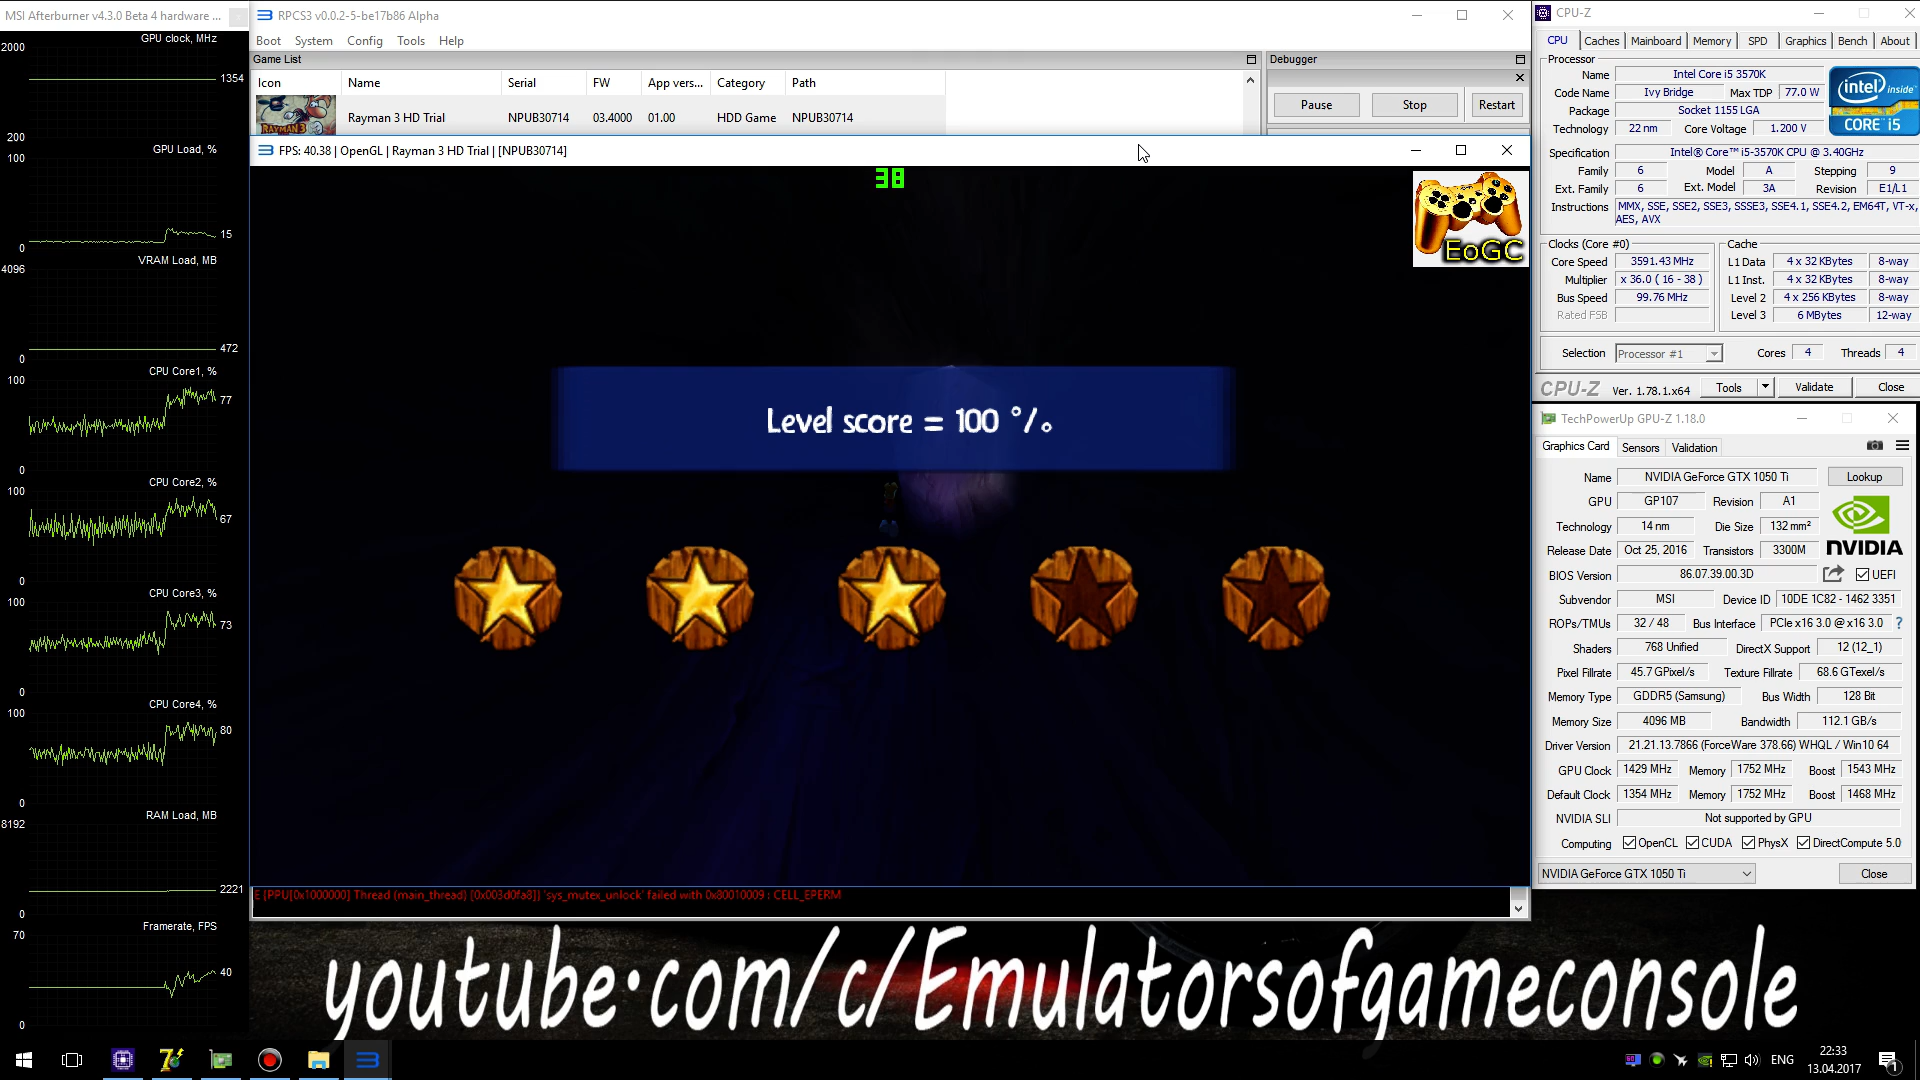 MSI Afterburner v4.3.0 Beta 4 hardware ...
GPU clock, MHz
2000
1354
200
GPU Load, %
100
15
0
VRAM Load, MB
4096
472
0
CPU Core1, %
100
77
0
CPU Core2, %
100
67
0
CPU Core3, %
100
73
0
CPU Core4, %
100
80
0
RAM Load, MB
8192
2221
0
Framerate, FPS
70
40
0
RPCS3 v0.0.2-5-be17b86 Alpha
Boot System Config Tools Help
Game List
Icon Name Serial FW App vers... Category Path
RAYMAN 3
Rayman 3 HD Trial NPUB30714 03.4000 01.00 HDD Game NPUB30714
Debugger
Pause Stop Restart
FPS: 40.38 | OpenGL | Rayman 3 HD Trial | [NPUB30714]
38
EoGC
Level score = 100 %
E [PPU[0x1000000] Thread (main_thread) [0x003d0fa8]] 'sys_mutex_unlock' failed with 0x80010009 : CELL_EPERM
youtube.com/c/Emulatorsofgameconsole
CPU-Z
CPU Caches Mainboard Memory SPD Graphics Bench About
Processor
Name Intel Core i5 3570K
Code Name Ivy Bridge Max TDP 77.0 W
Package Socket 1155 LGA
Technology 22 nm Core Voltage 1.200 V
intel inside™
CORE i5
Specification Intel® Core™ i5-3570K CPU @ 3.40GHz
Family 6 Model A Stepping 9
Ext. Family 6 Ext. Model 3A Revision E1/L1
Instructions MMX, SSE, SSE2, SSE3, SSSE3, SSE4.1, SSE4.2, EM64T, VT-x,
AES, AVX
Clocks (Core #0) Cache
Core Speed 3591.43 MHz L1 Data 4 x 32 KBytes 8-way
Multiplier x 36.0 ( 16 - 38 ) L1 Inst. 4 x 32 KBytes 8-way
Bus Speed 99.76 MHz Level 2 4 x 256 KBytes 8-way
Rated FSB Level 3 6 MBytes 12-way
Selection Processor #1 Cores 4 Threads 4
CPU-Z Ver. 1.78.1.x64 Tools Validate Close
TechPowerUp GPU-Z 1.18.0
Graphics Card Sensors Validation
Name NVIDIA GeForce GTX 1050 Ti Lookup
GPU GP107 Revision A1
Technology 14 nm Die Size 132 mm²
Release Date Oct 25, 2016 Transistors 3300M
NVIDIA
BIOS Version 86.07.39.00.3D UEFI
Subvendor MSI Device ID 10DE 1C82 - 1462 3351
ROPs/TMUs 32 / 48 Bus Interface PCIe x16 3.0 @ x16 3.0 ?
Shaders 768 Unified DirectX Support 12 (12_1)
Pixel Fillrate 45.7 GPixel/s Texture Fillrate 68.6 GTexel/s
Memory Type GDDR5 (Samsung) Bus Width 128 Bit
Memory Size 4096 MB Bandwidth 112.1 GB/s
Driver Version 21.21.13.7866 (ForceWare 378.66) WHQL / Win10 64
GPU Clock 1429 MHz Memory 1752 MHz Boost 1543 MHz
Default Clock 1354 MHz Memory 1752 MHz Boost 1468 MHz
NVIDIA SLI Not supported by GPU
Computing OpenCL CUDA PhysX DirectCompute 5.0
NVIDIA GeForce GTX 1050 Ti Close
ENG
22:33
13.04.2017
1